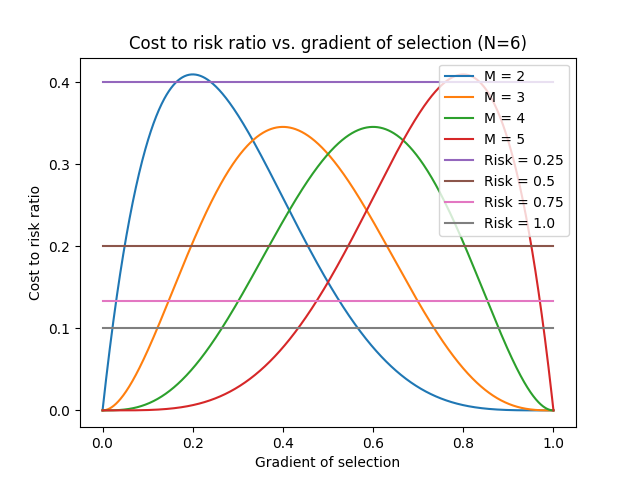 Cost to risk ratio vs. gradient of selection (N=6)
M = 2
M = 3
M = 4
M = 5
Risk = 0.25
Risk = 0.5
Risk = 0.75
Risk = 1.0
Cost to risk ratio
0.4
0.3
0.2
0.1
0.0
0.0 0.2 0.4 0.6 0.8 1.0
Gradient of selection